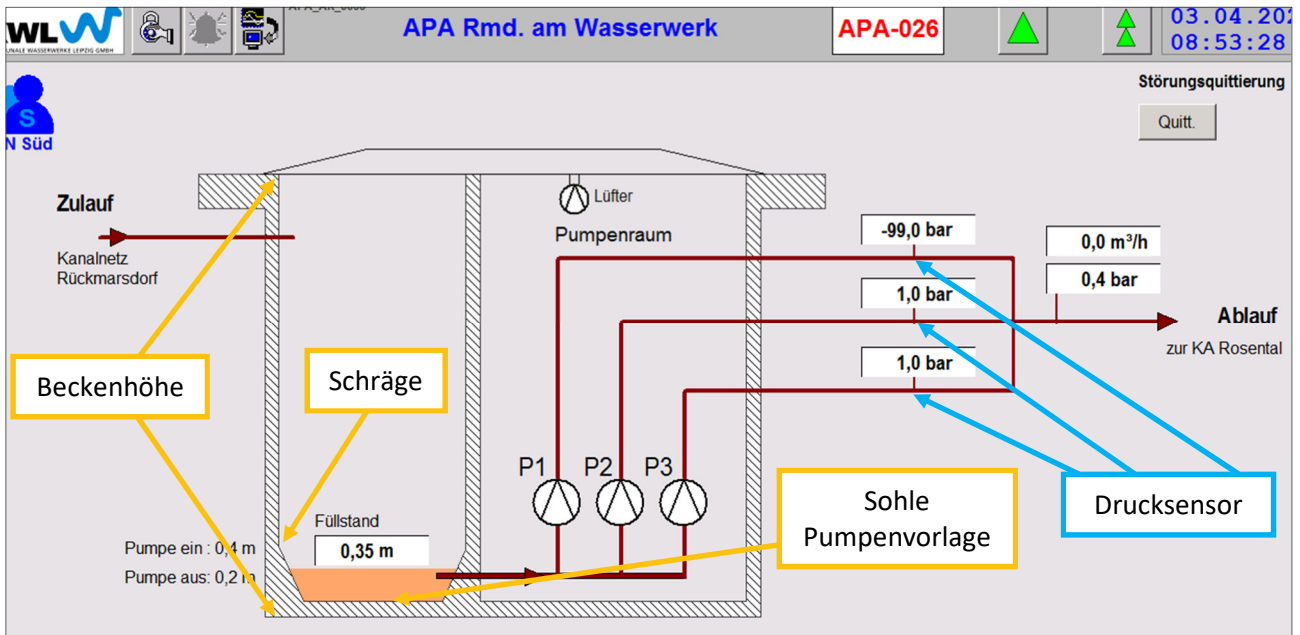 KWL
KOMMUNALE WASSERWERKE LEIPZIG GMBH
APA Rmd. am Wasserwerk
APA-026
03.04.202
08:53:28
Störungsquittierung
Quitt.
S
N Süd
Zulauf
Kanalnetz
Rückmarsdorf
Lüfter
Pumpenraum
-99,0 bar
1,0 bar
1,0 bar
0,0 m³/h
0,4 bar
Ablauf
zur KA Rosental
Beckenhöhe
Schräge
P1 P2 P3
Sohle
Pumpenvorlage
Drucksensor
Füllstand
0,35 m
Pumpe ein : 0,4 m
Pumpe aus: 0,2 m